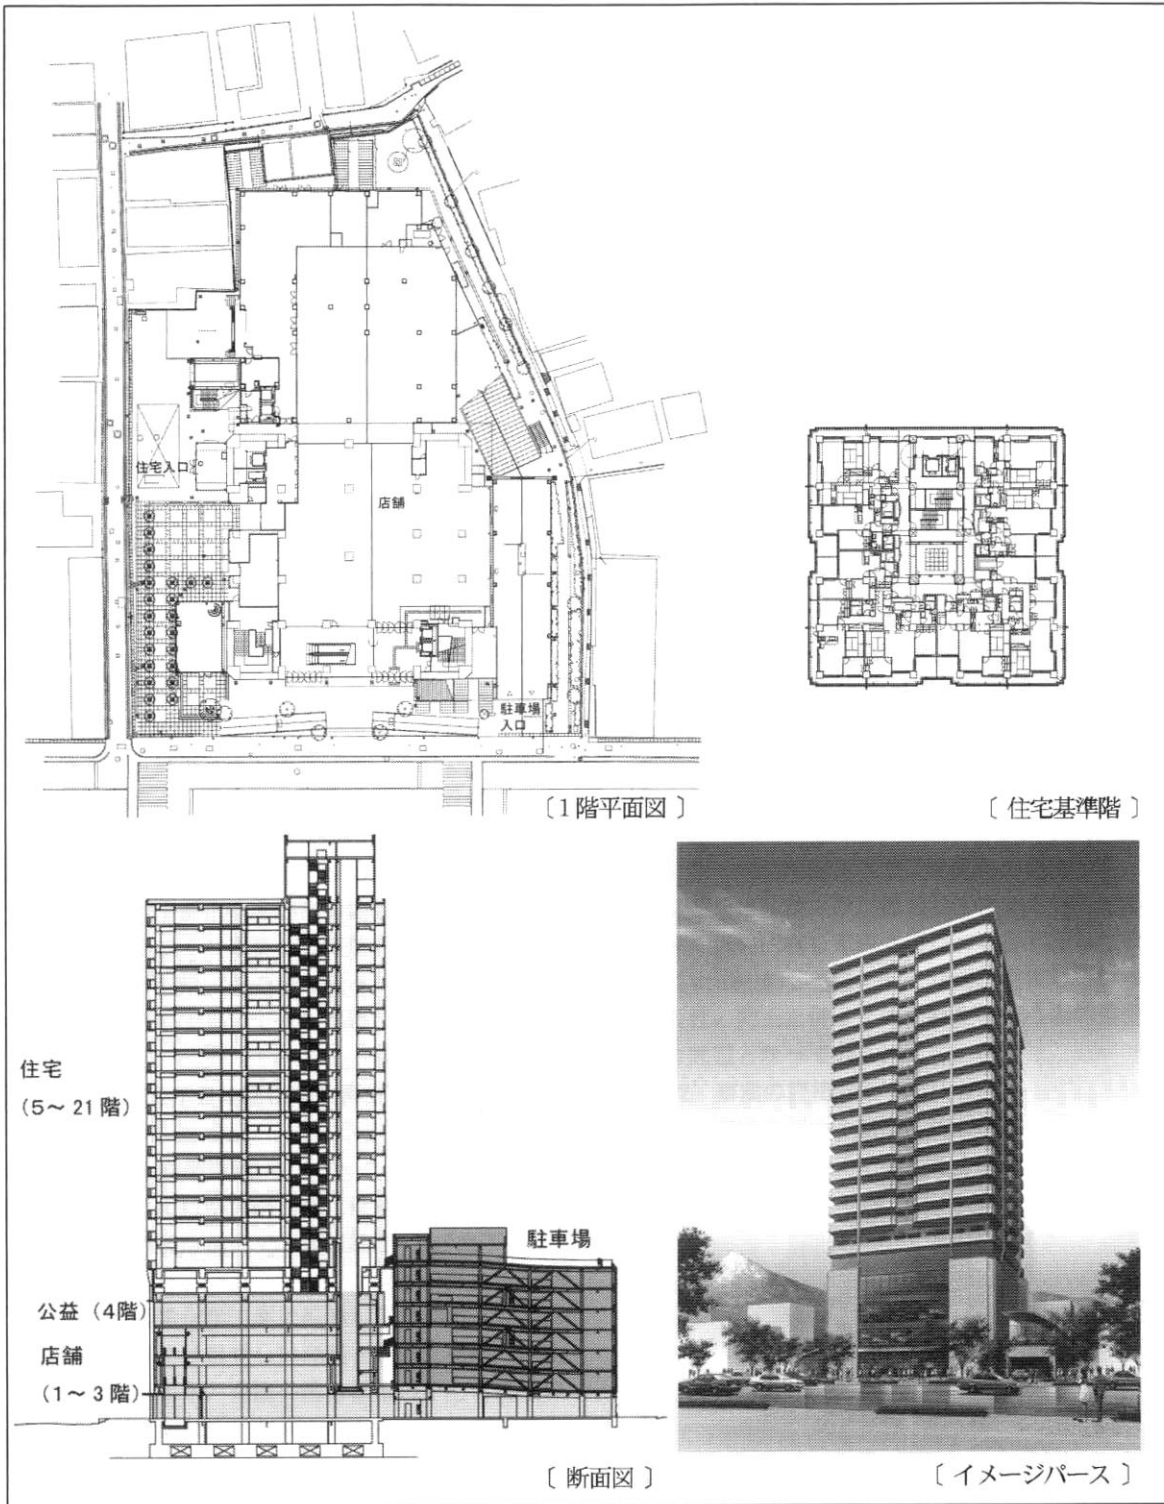 住宅入口
店舗
駐車場
入口
〔1階平面図〕
〔住宅基準階〕
住宅
(5～21階)
公益(4階)
店舗
(1～3階)
駐車場
〔断面図〕
〔イメージパース〕